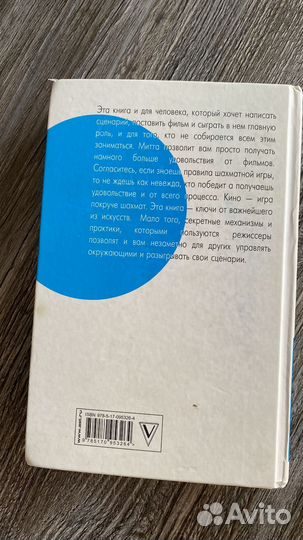 Эта книга и для человека, который хочет написать
сценарий, поставить фильм и сыграть в нем главную
роль, и для того, кто не собирается всем этим
заниматься. Митта позволит вам просто получать
намного больше удовольствия от фильмов.
Согласитесь, если знаешь правила шахматной игры,
то не ждешь как невежда, кто победит а получаешь
удовольствие и от всего процесса. Кино — игра
покруче шахмат. Эта книга — ключи от важнейшего
из искусств. Мало того, секретные механизмы и
практики, которыми пользуются режиссеры
позволят и вам незаметно для других управлять
окружающими и разыгрывать свои сценарии.
www.ast.ru
ISBN 978-5-17-095326-4
9785170953264
Avito